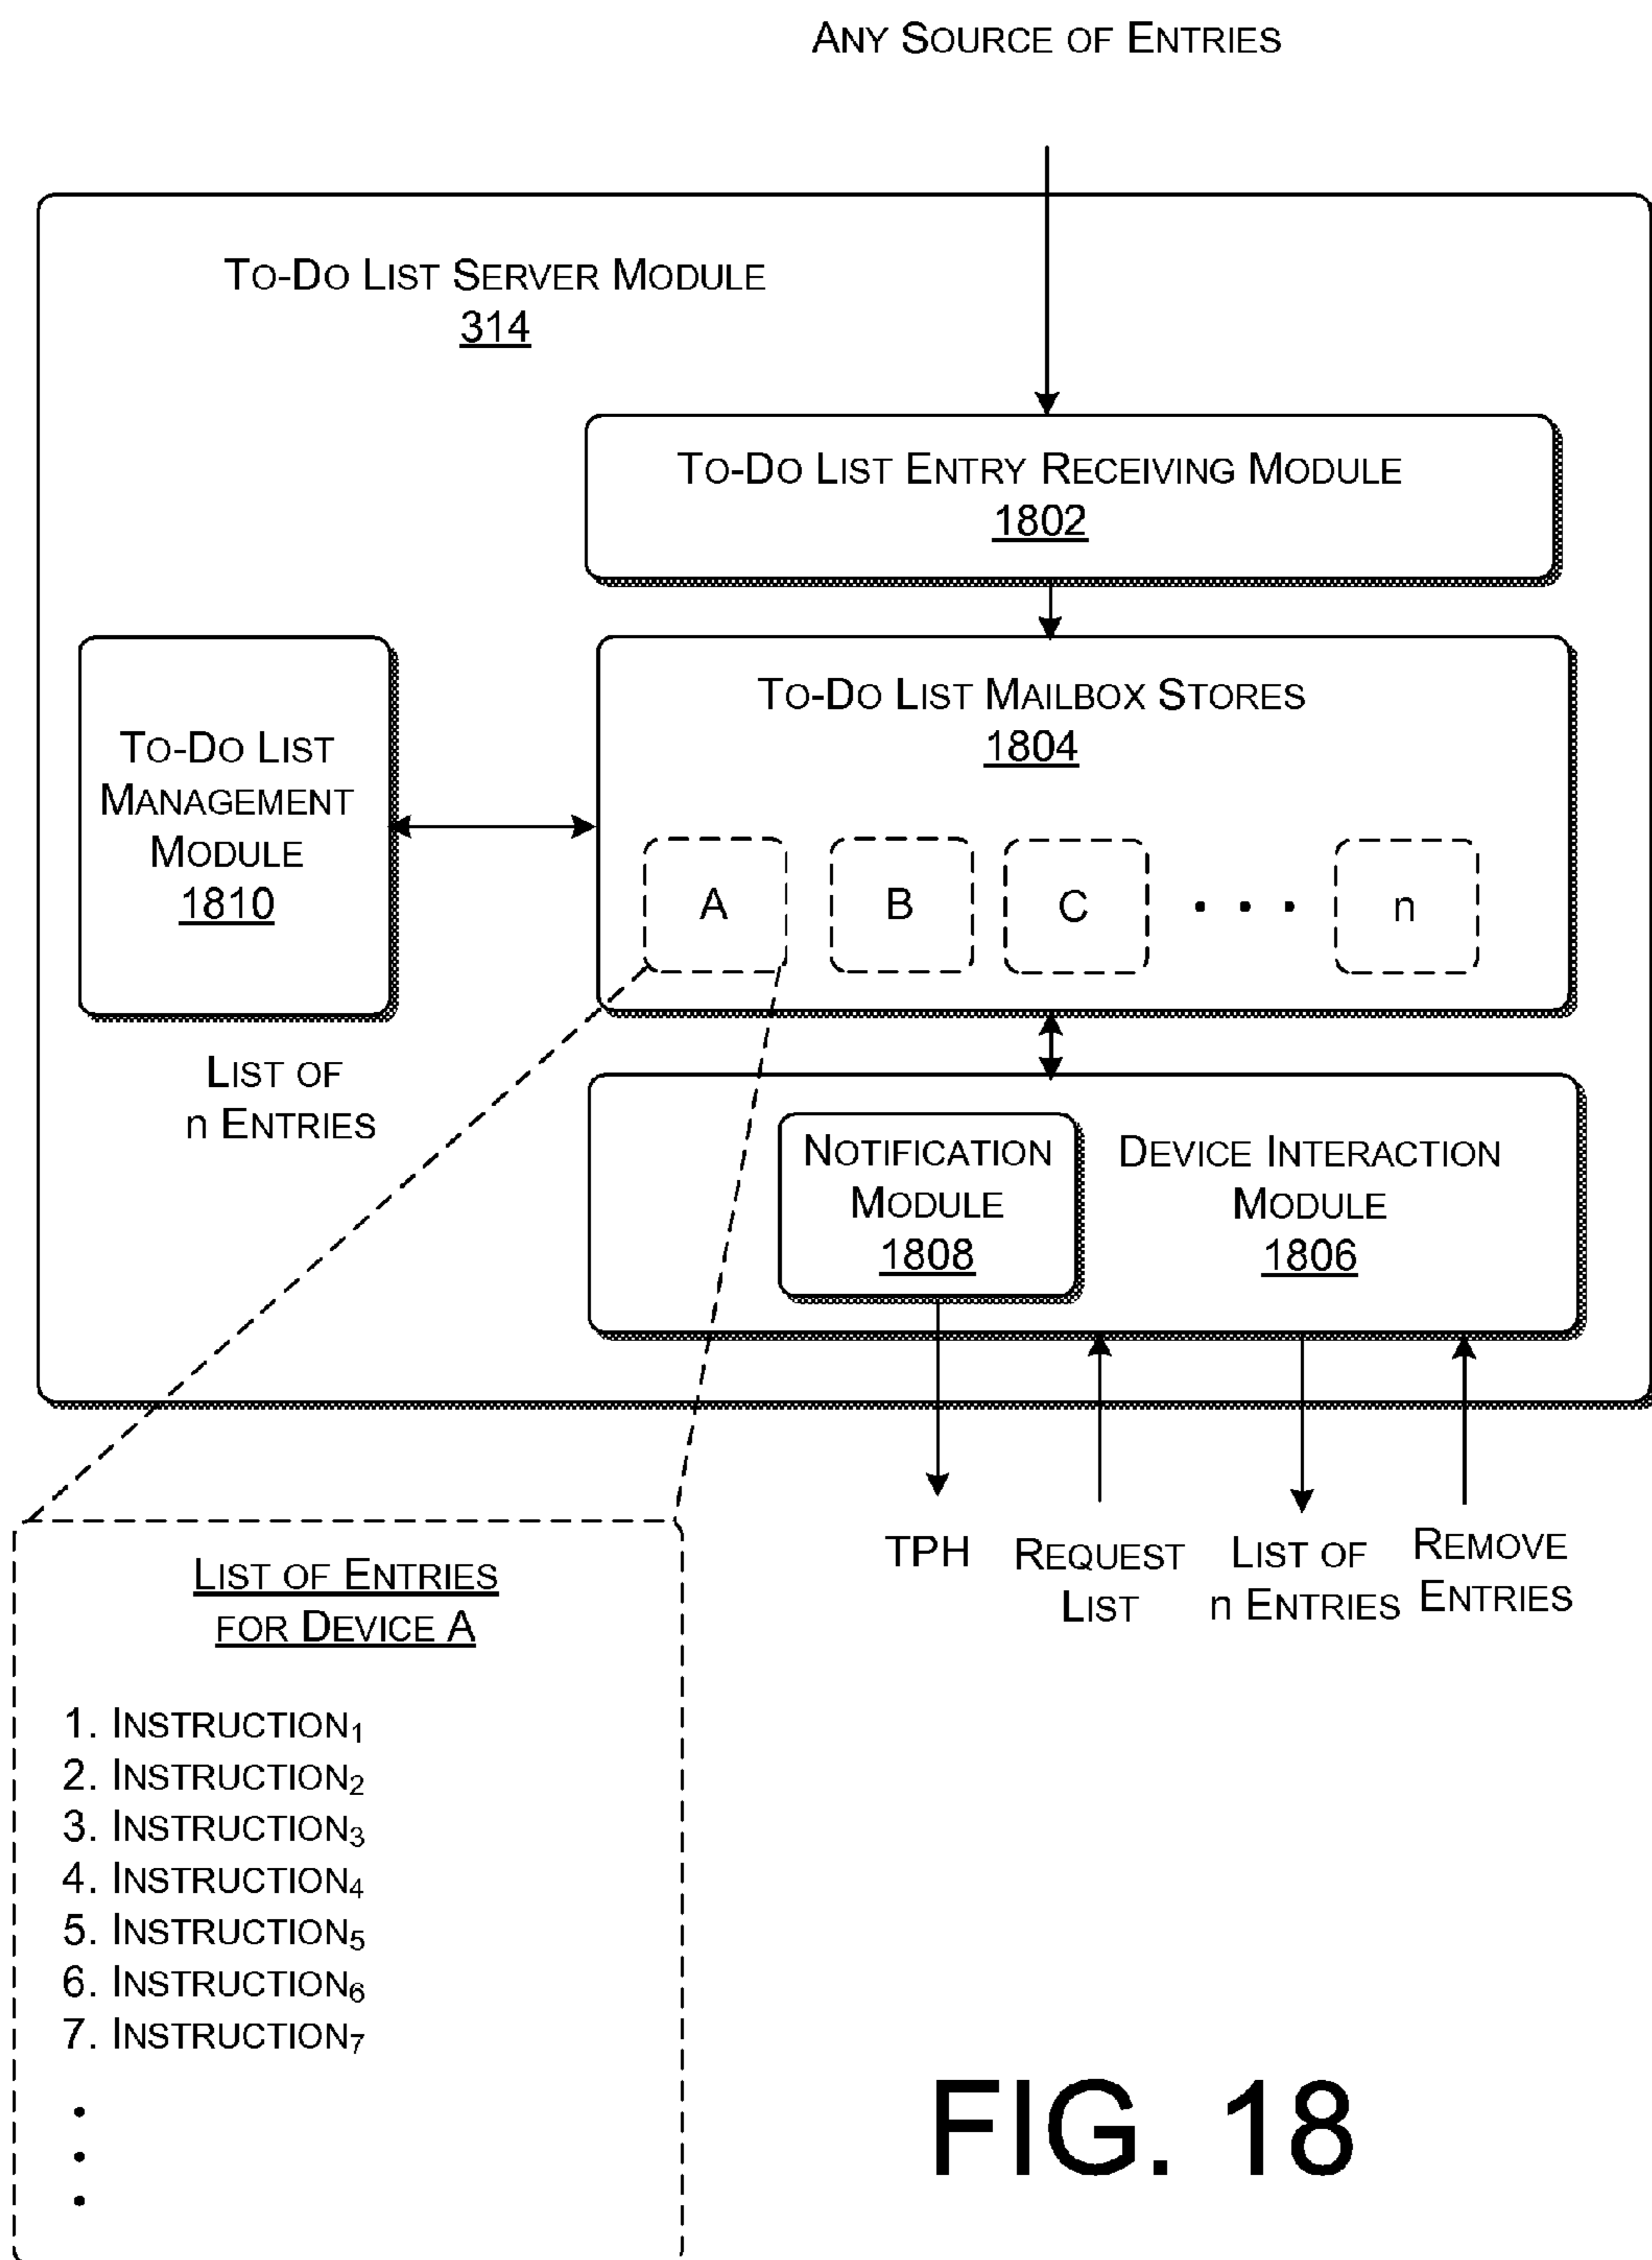 Any Source of Entries
To-Do List Server Module
314
To-Do List Entry Receiving Module
1802
To-Do List Mailbox Stores
1804
To-Do List
Management
Module
1810
A B C . . . n
List of
n Entries
Notification
Module
1808
Device Interaction
Module
1806
TPH
Request
List
List of
n Entries
Remove
Entries
List of Entries
for Device A
1. Instruction₁
2. Instruction₂
3. Instruction₃
4. Instruction₄
5. Instruction₅
6. Instruction₆
7. Instruction₇
.
.
.
FIG. 18